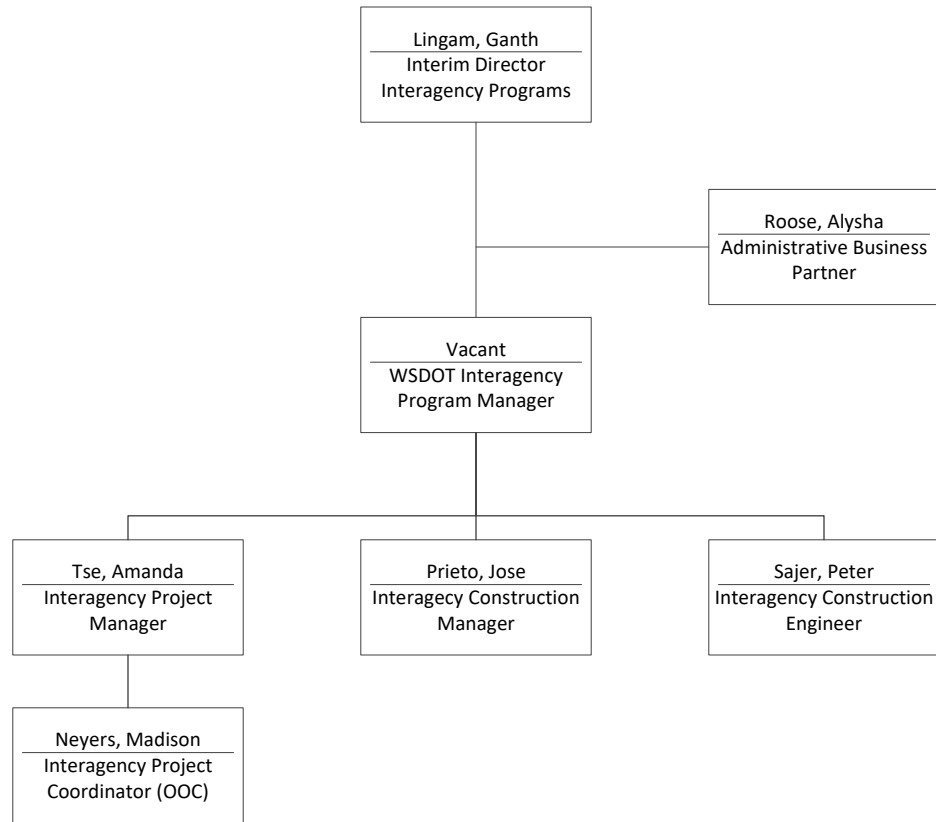 Lingam, Ganth
Interim Director
Interagency Programs
Roose, Alysha
Administrative Business
Partner
Vacant
WSDOT Interagency
Program Manager
Tse, Amanda
Interagency Project
Manager
Prieto, Jose
Interagecy Construction
Manager
Sajer, Peter
Interagency Construction
Engineer
Neyers, Madison
Interagency Project
Coordinator (OOC)